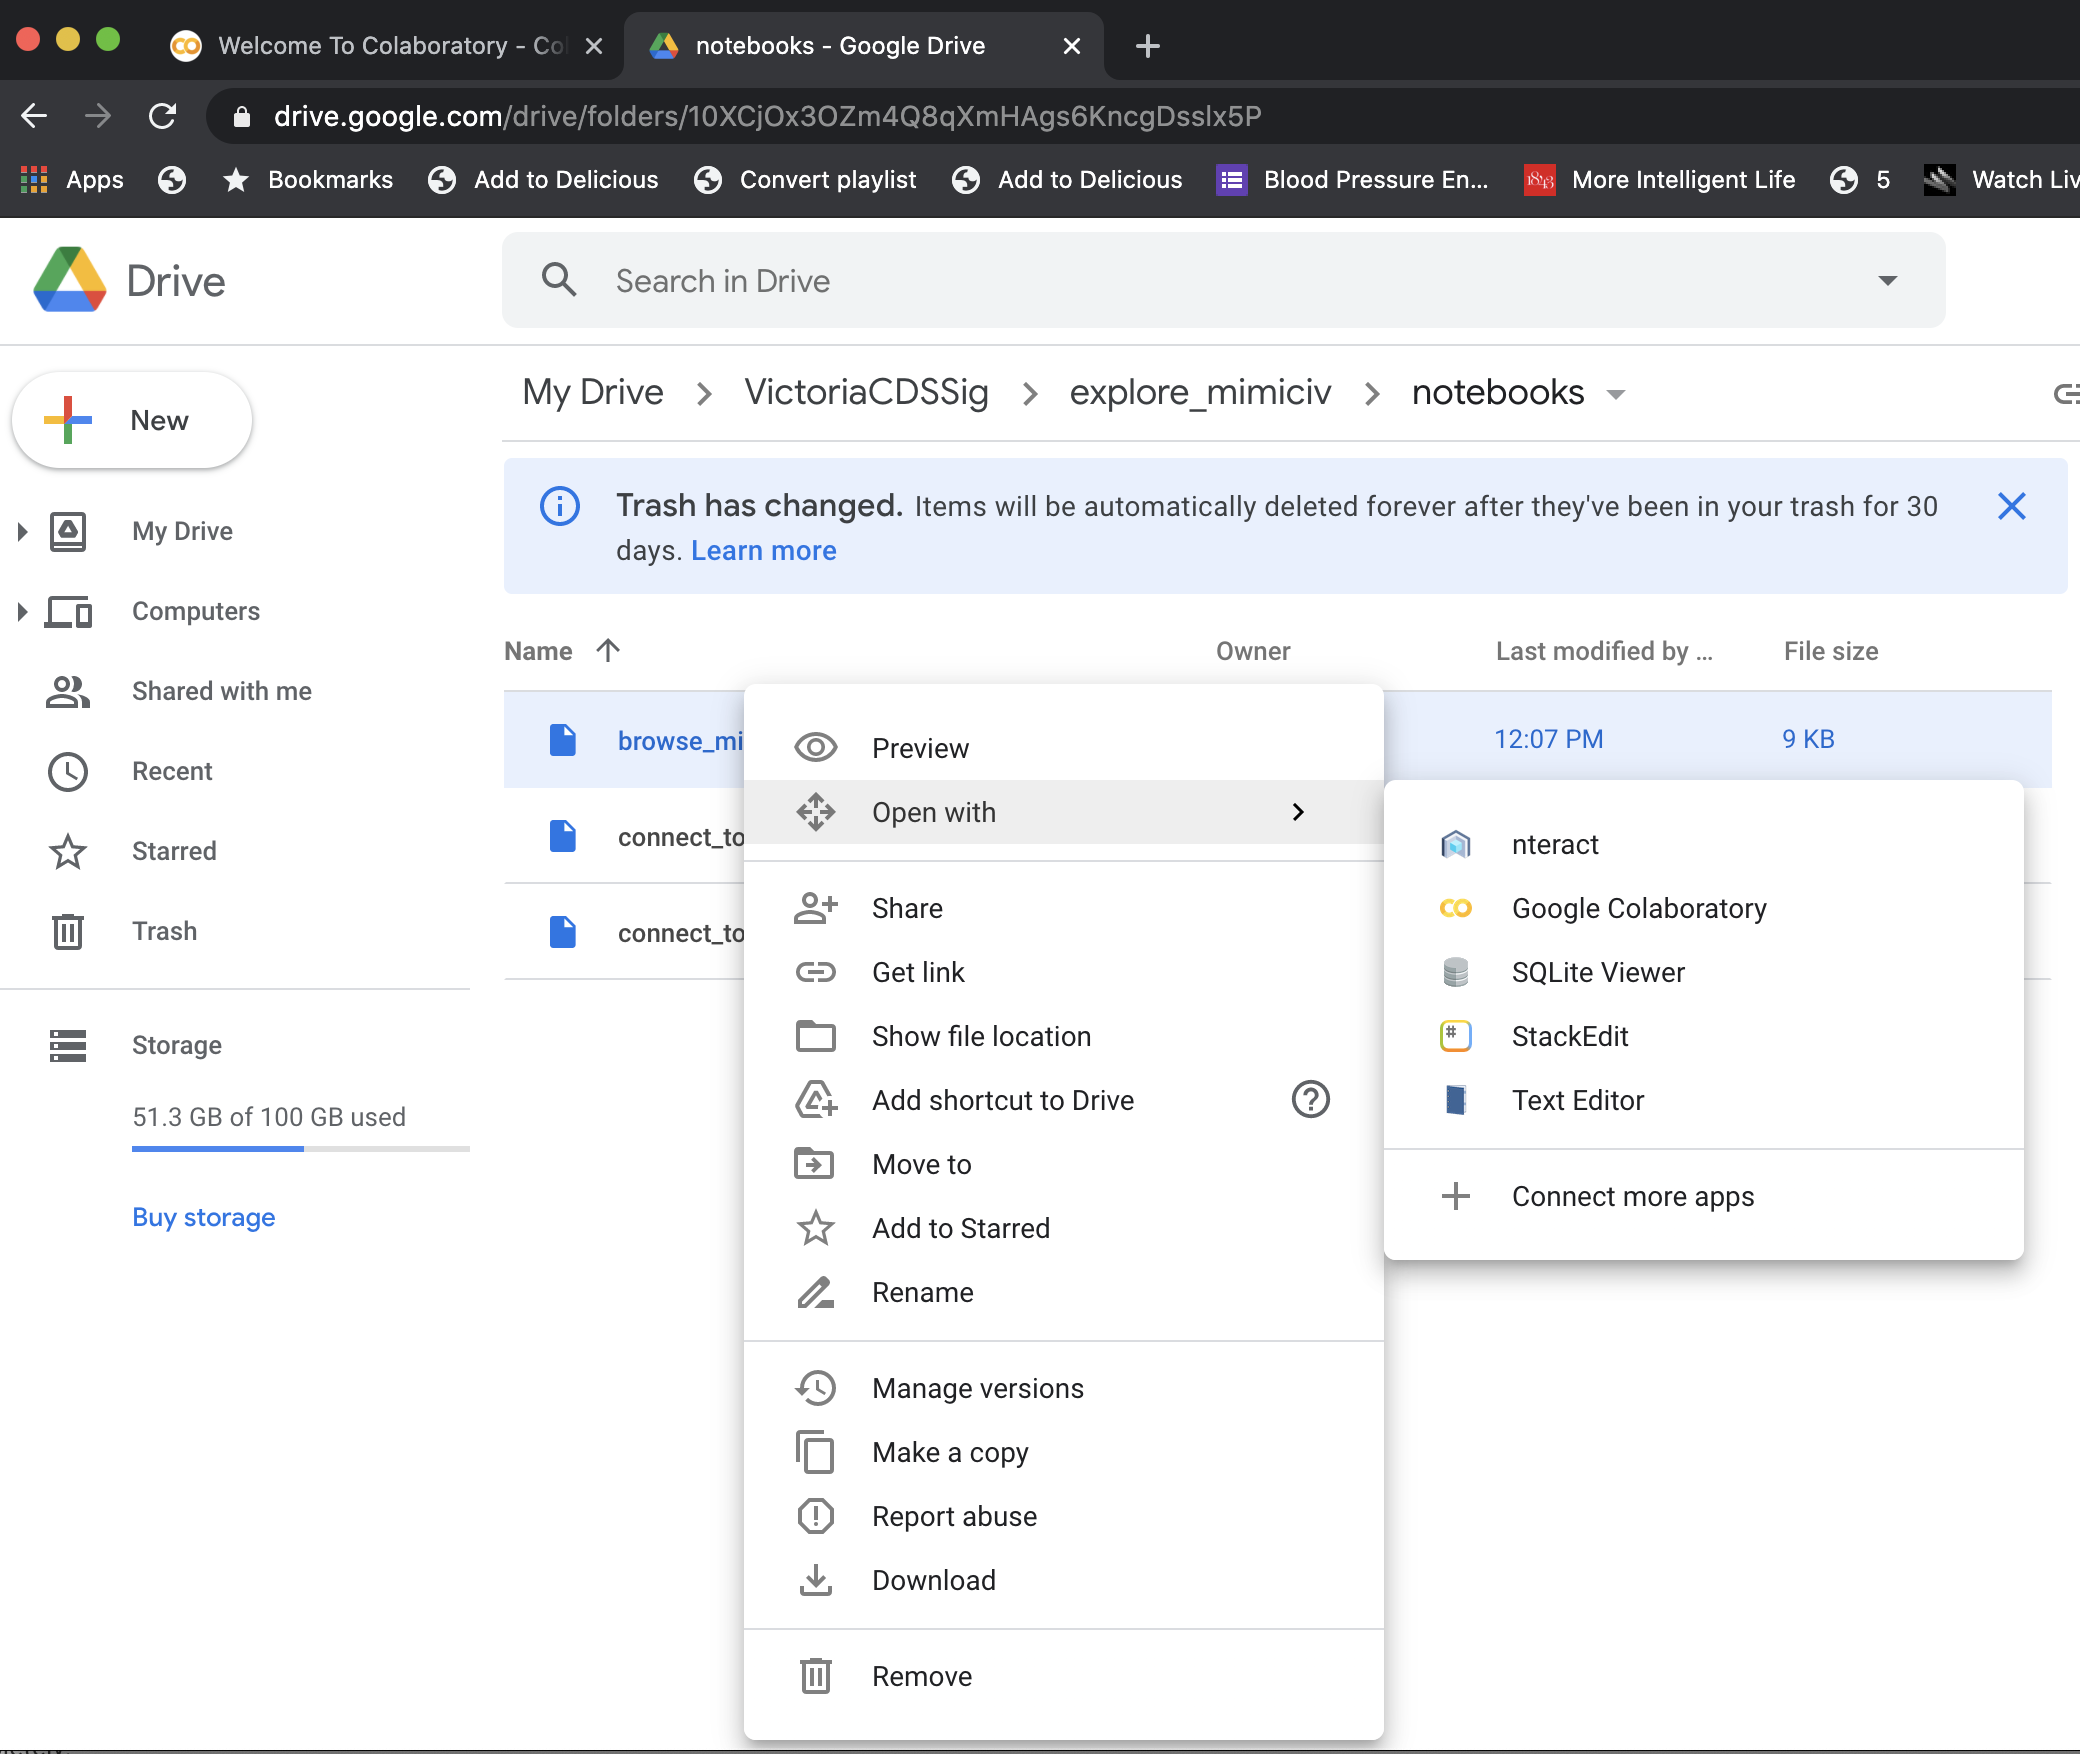 Welcome To Colaboratory - Col
notebooks - Google Drive
drive.google.com/drive/folders/10XCjOx3OZm4Q8qXmHAgs6KncgDsslx5P
Apps
Bookmarks
Add to Delicious
Convert playlist
Add to Delicious
Blood Pressure En...
1843
More Intelligent Life
5
Watch Liv
Drive
Search in Drive
New
My Drive
Computers
Shared with me
Recent
Starred
Trash
Storage
51.3 GB of 100 GB used
Buy storage
My Drive > VictoriaCDSSig > explore_mimiciv > notebooks
Trash has changed. Items will be automatically deleted forever after they've been in your trash for 30
days. Learn more
Name Owner Last modified by ... File size
browse_mi 12:07 PM 9 KB
connect_to
connect_to
Preview
Open with
Share
Get link
Show file location
Add shortcut to Drive
Move to
Add to Starred
Rename
Manage versions
Make a copy
Report abuse
Download
Remove
nteract
Google Colaboratory
SQLite Viewer
StackEdit
Text Editor
Connect more apps